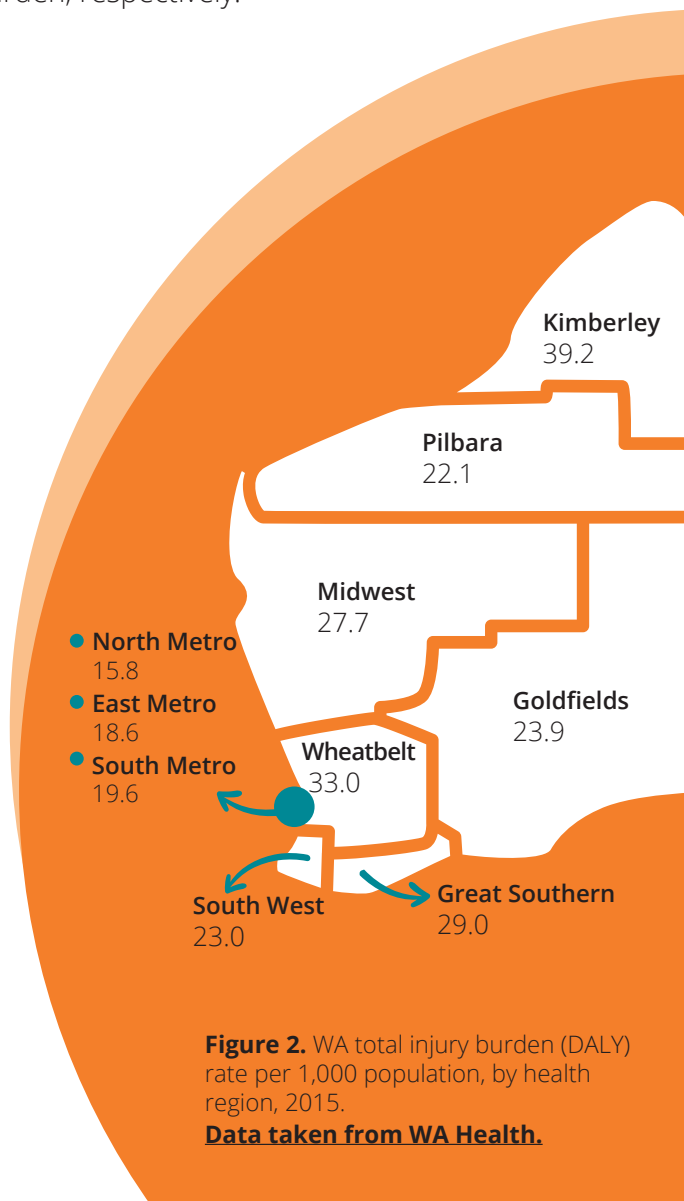 rden, respectively.
Kimberley
39.2
Pilbara
22.1
Midwest
27.7
North Metro
15.8
East Metro
18.6
South Metro
19.6
Goldfields
23.9
Wheatbelt
33.0
South West
23.0
Great Southern
29.0
Figure 2. WA total injury burden (DALY)
rate per 1,000 population, by health
region, 2015.
Data taken from WA Health.